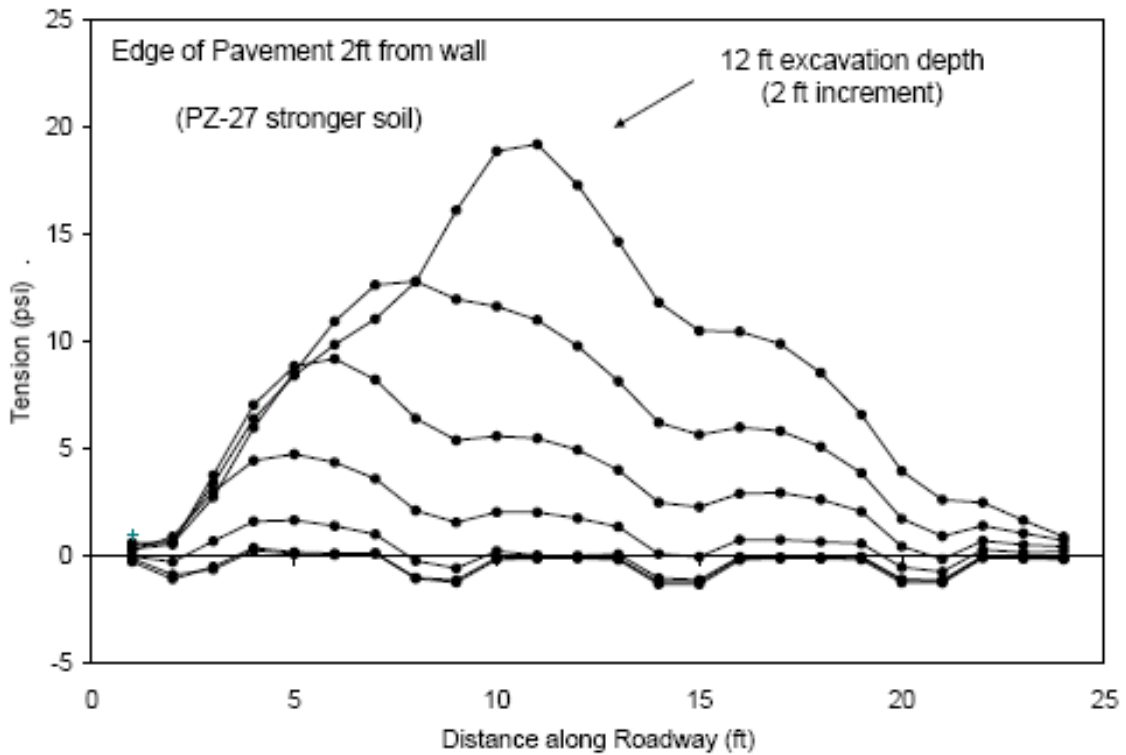 25
Edge of Pavement 2ft from wall
12 ft excavation depth
(2 ft increment)
(PZ-27 stronger soil)
20
15
10
5
0
-5
Tension (psi) .
0 5 10 15 20 25
Distance along Roadway (ft)